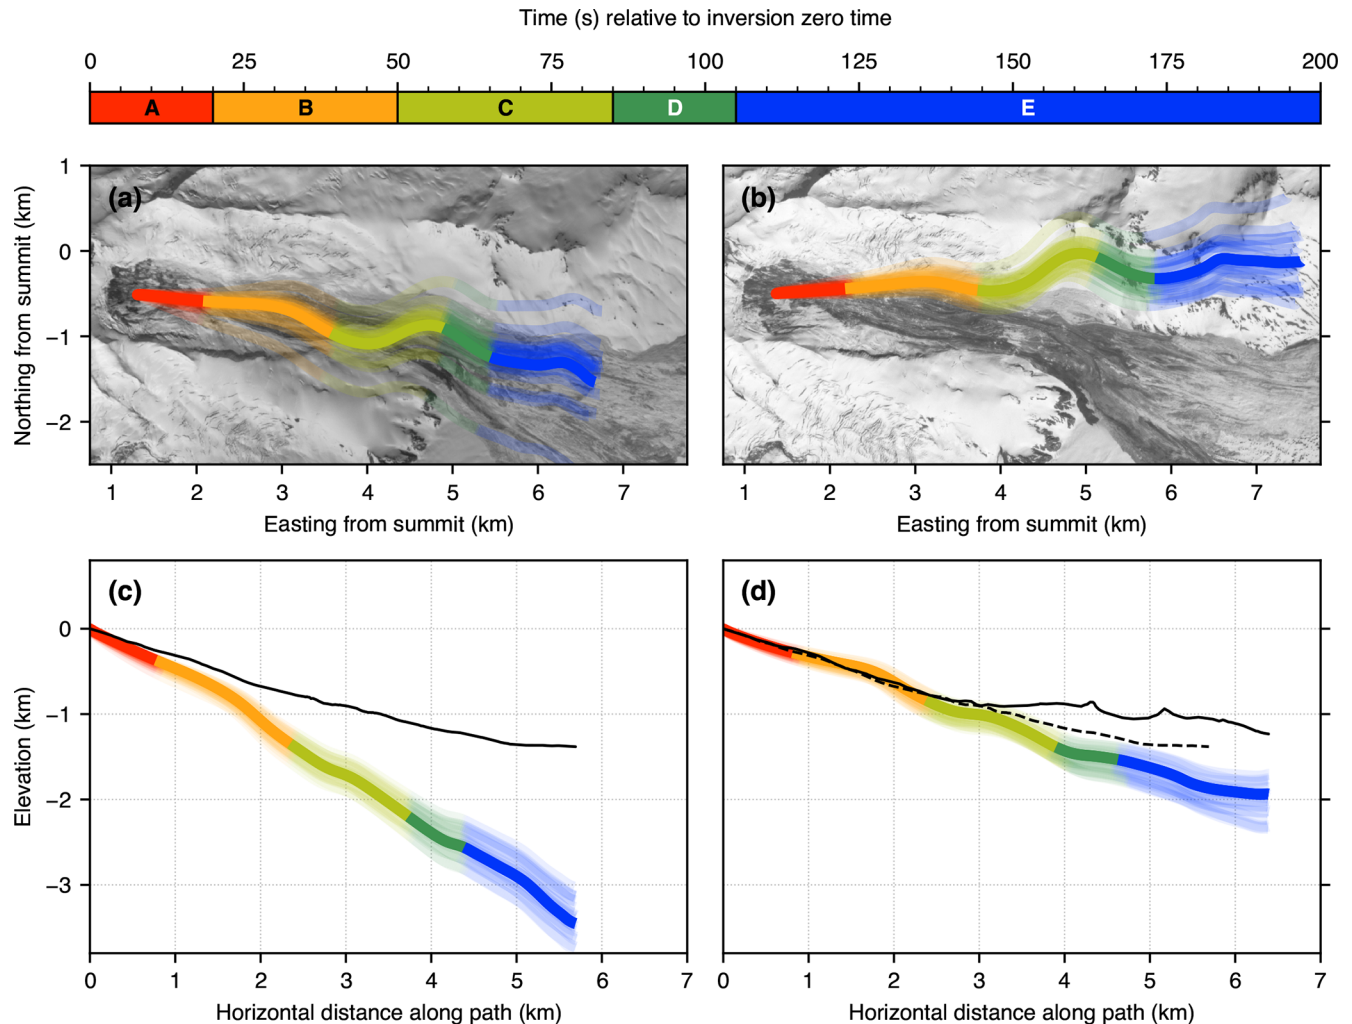 Time (s) relative to inversion zero time
0 25 50 75 100 125 150 175 200
A B C D E
(a) (b)
1
0
−1
−2
Northing from summit (km)
1 2 3 4 5 6 7
1 2 3 4 5 6 7
Easting from summit (km)
Easting from summit (km)
(c) (d)
0
−1
−2
−3
Elevation (km)
0 1 2 3 4 5 6 7
0 1 2 3 4 5 6 7
Horizontal distance along path (km)
Horizontal distance along path (km)